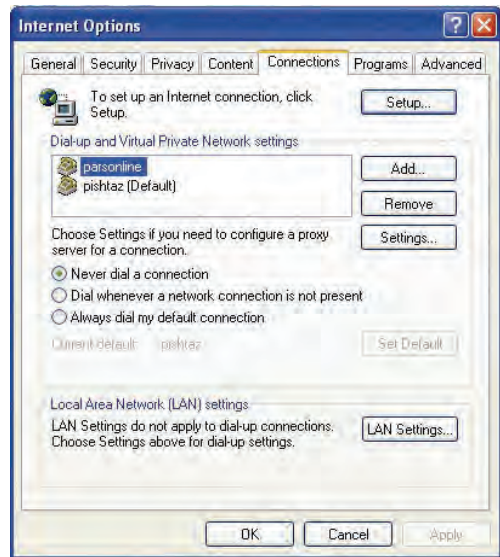 Internet Options
General Security Privacy Content Connections Programs Advanced
To set up an Internet connection, click
Setup.
Setup...
Dial-up and Virtual Private Network settings
parsonline
pishtaz (Default)
Add...
Remove
Choose Settings if you need to configure a proxy
server for a connection.
Settings...
Never dial a connection
Dial whenever a network connection is not present
Always dial my default connection
Current default: pishtaz
Set Default
Local Area Network (LAN) settings
LAN Settings do not apply to dial-up connections.
Choose Settings above for dial-up settings.
LAN Settings...
OK Cancel Apply